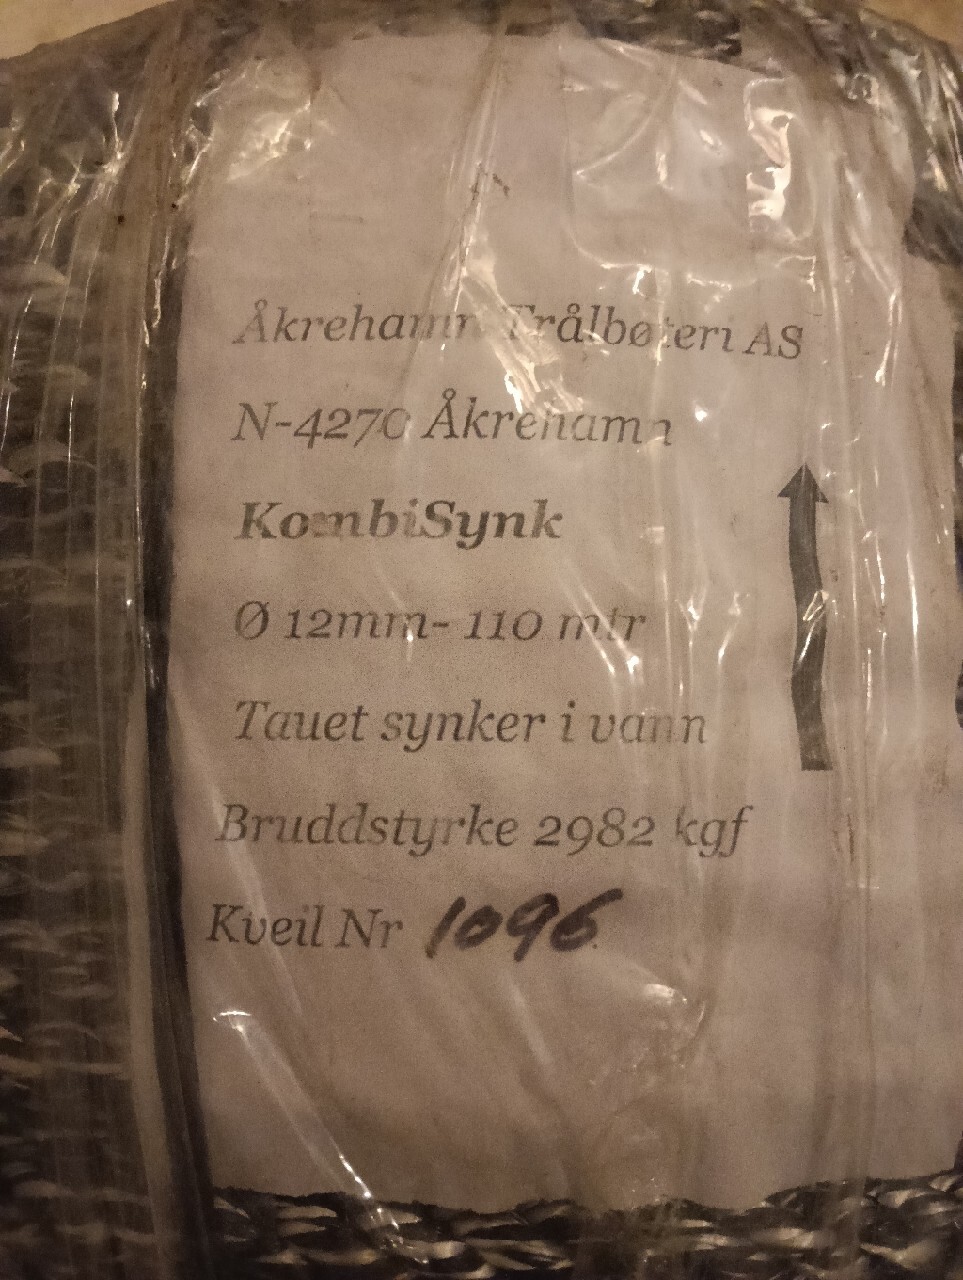 Åkrehamn Trålbøteri AS
N-4270 Åkrehamn
KombiSynk
Ø 12mm- 110 mtr
Tauet synker i vann
Bruddstyrke 2982 kgf
Kveil Nr 1096